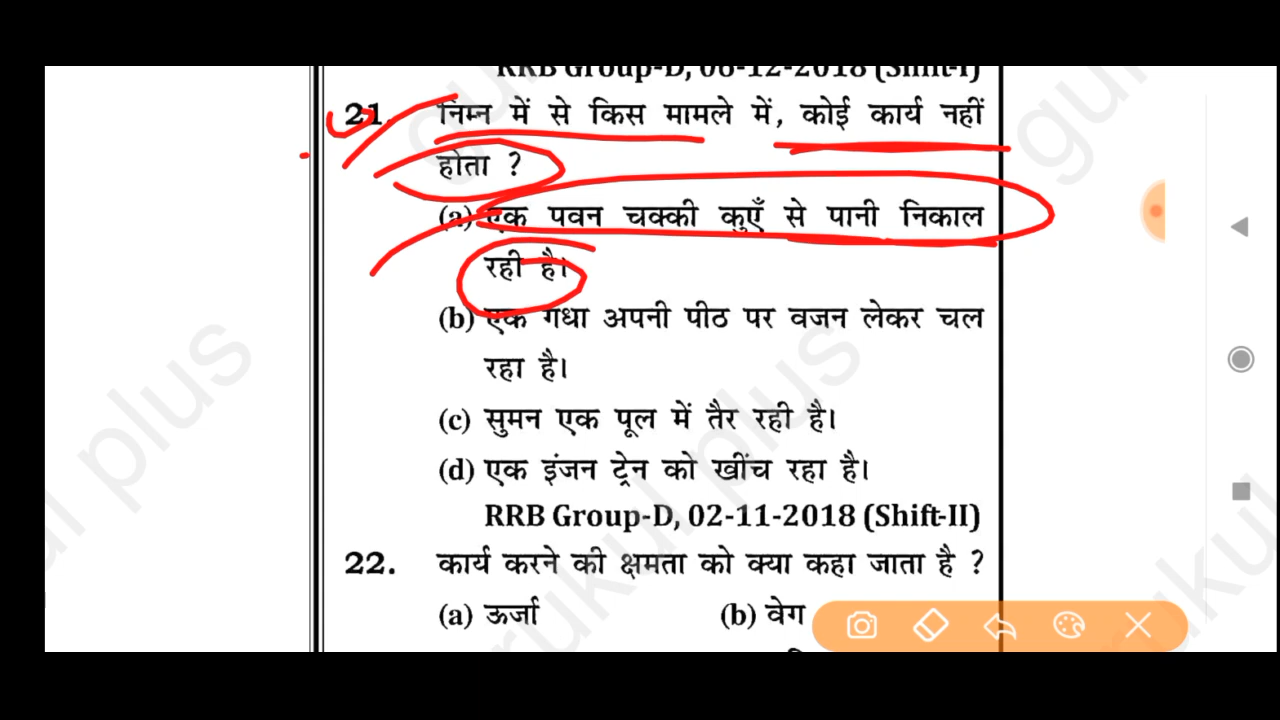 RRB Group-D, 06-12-2018 (Shift-I)
21. निम्न में से किस मामले में, कोई कार्य नहीं
होता ?
(a) एक पवन चक्की कुएँ से पानी निकाल
रही है।
(b) एक गधा अपनी पीठ पर वजन लेकर चल
रहा है।
(c) सुमन एक पूल में तैर रही है।
(d) एक इंजन ट्रेन को खींच रहा है।
RRB Group-D, 02-11-2018 (Shift-II)
22. कार्य करने की क्षमता को क्या कहा जाता है ?
(a) ऊर्जा (b) वेग